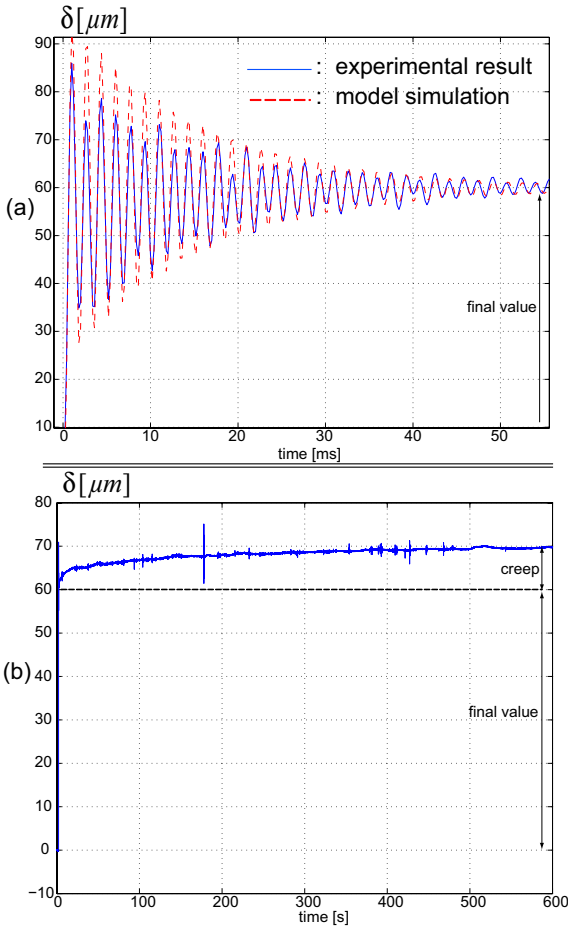 δ[μm]
90
: experimental result
: model simulation
80
70
60
(a)
50
40
30
final value
20
10
0
10
20
30
40
50
time [ms]
δ[μm]
80
70
creep
60
50
40
(b)
final value
30
20
10
0
−10
0
100
200
300
400
500
600
time [s]